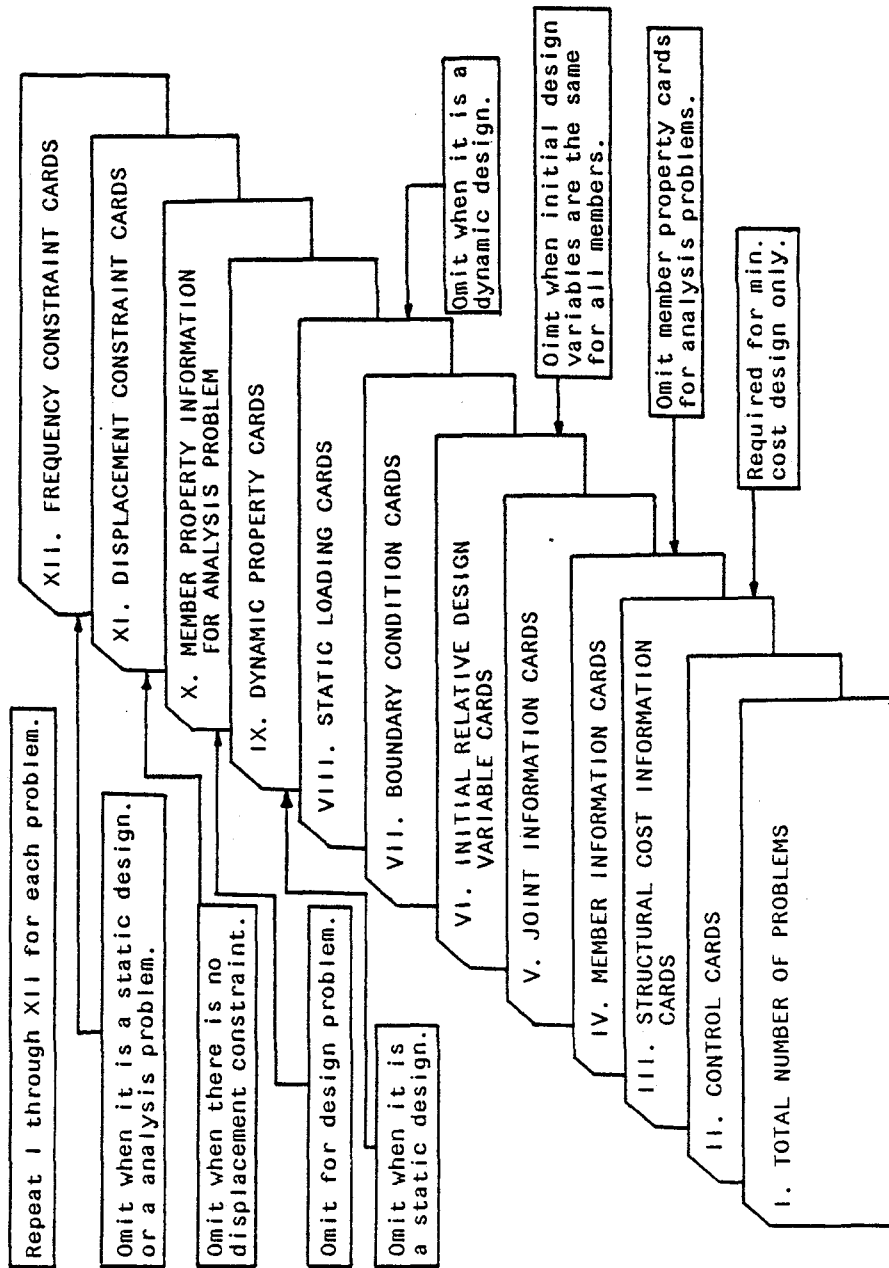 Repeat I through XII for each problem.
Omit when it is a static design.
or a analysis problem.
Omit when there is no
displacement constraint.
Omit for design problem.
Omit when it is
a static design.
XII. FREQUENCY CONSTRAINT CARDS
XI. DISPLACEMENT CONSTRAINT CARDS
X. MEMBER PROPERTY INFORMATION
FOR ANALYSIS PROBLEM
IX. DYNAMIC PROPERTY CARDS
VIII. STATIC LOADING CARDS
VII. BOUNDARY CONDITION CARDS
VI. INITIAL RELATIVE DESIGN
VARIABLE CARDS
V. JOINT INFORMATION CARDS
IV. MEMBER INFORMATION CARDS
III. STRUCTURAL COST INFORMATION
CARDS
II. CONTROL CARDS
I. TOTAL NUMBER OF PROBLEMS
Omit when it is a
dynamic design.
Oimt when initial design
variables are the same
for all members.
Omit member property cards
for analysis problems.
Required for min.
cost design only.